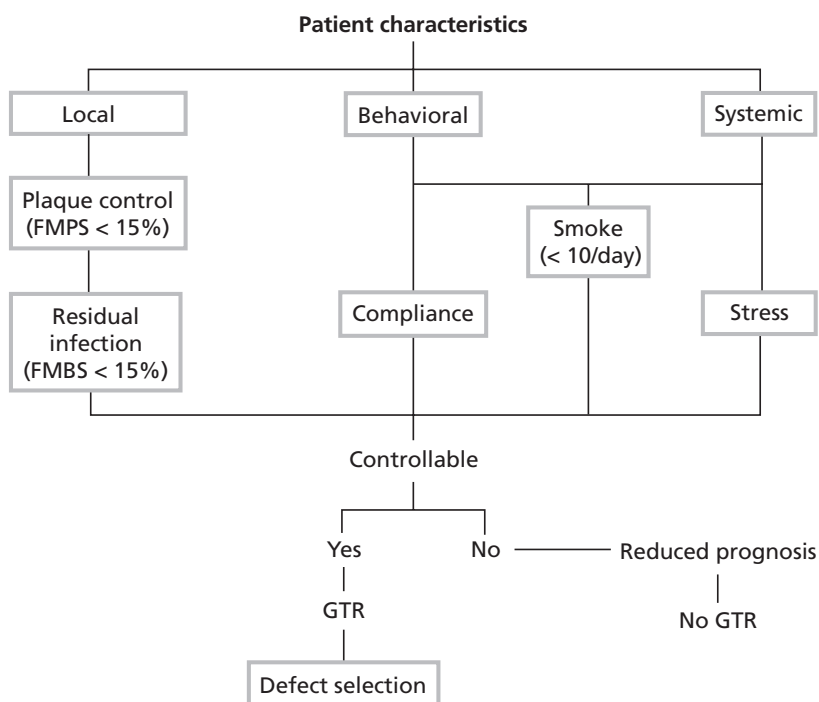 Patient characteristics
Local
Behavioral
Systemic
Plaque control
(FMPS < 15%)
Smoke
(< 10/day)
Residual
infection
(FMBS < 15%)
Compliance
Stress
Controllable
Yes
No
Reduced prognosis
GTR
No GTR
Defect selection